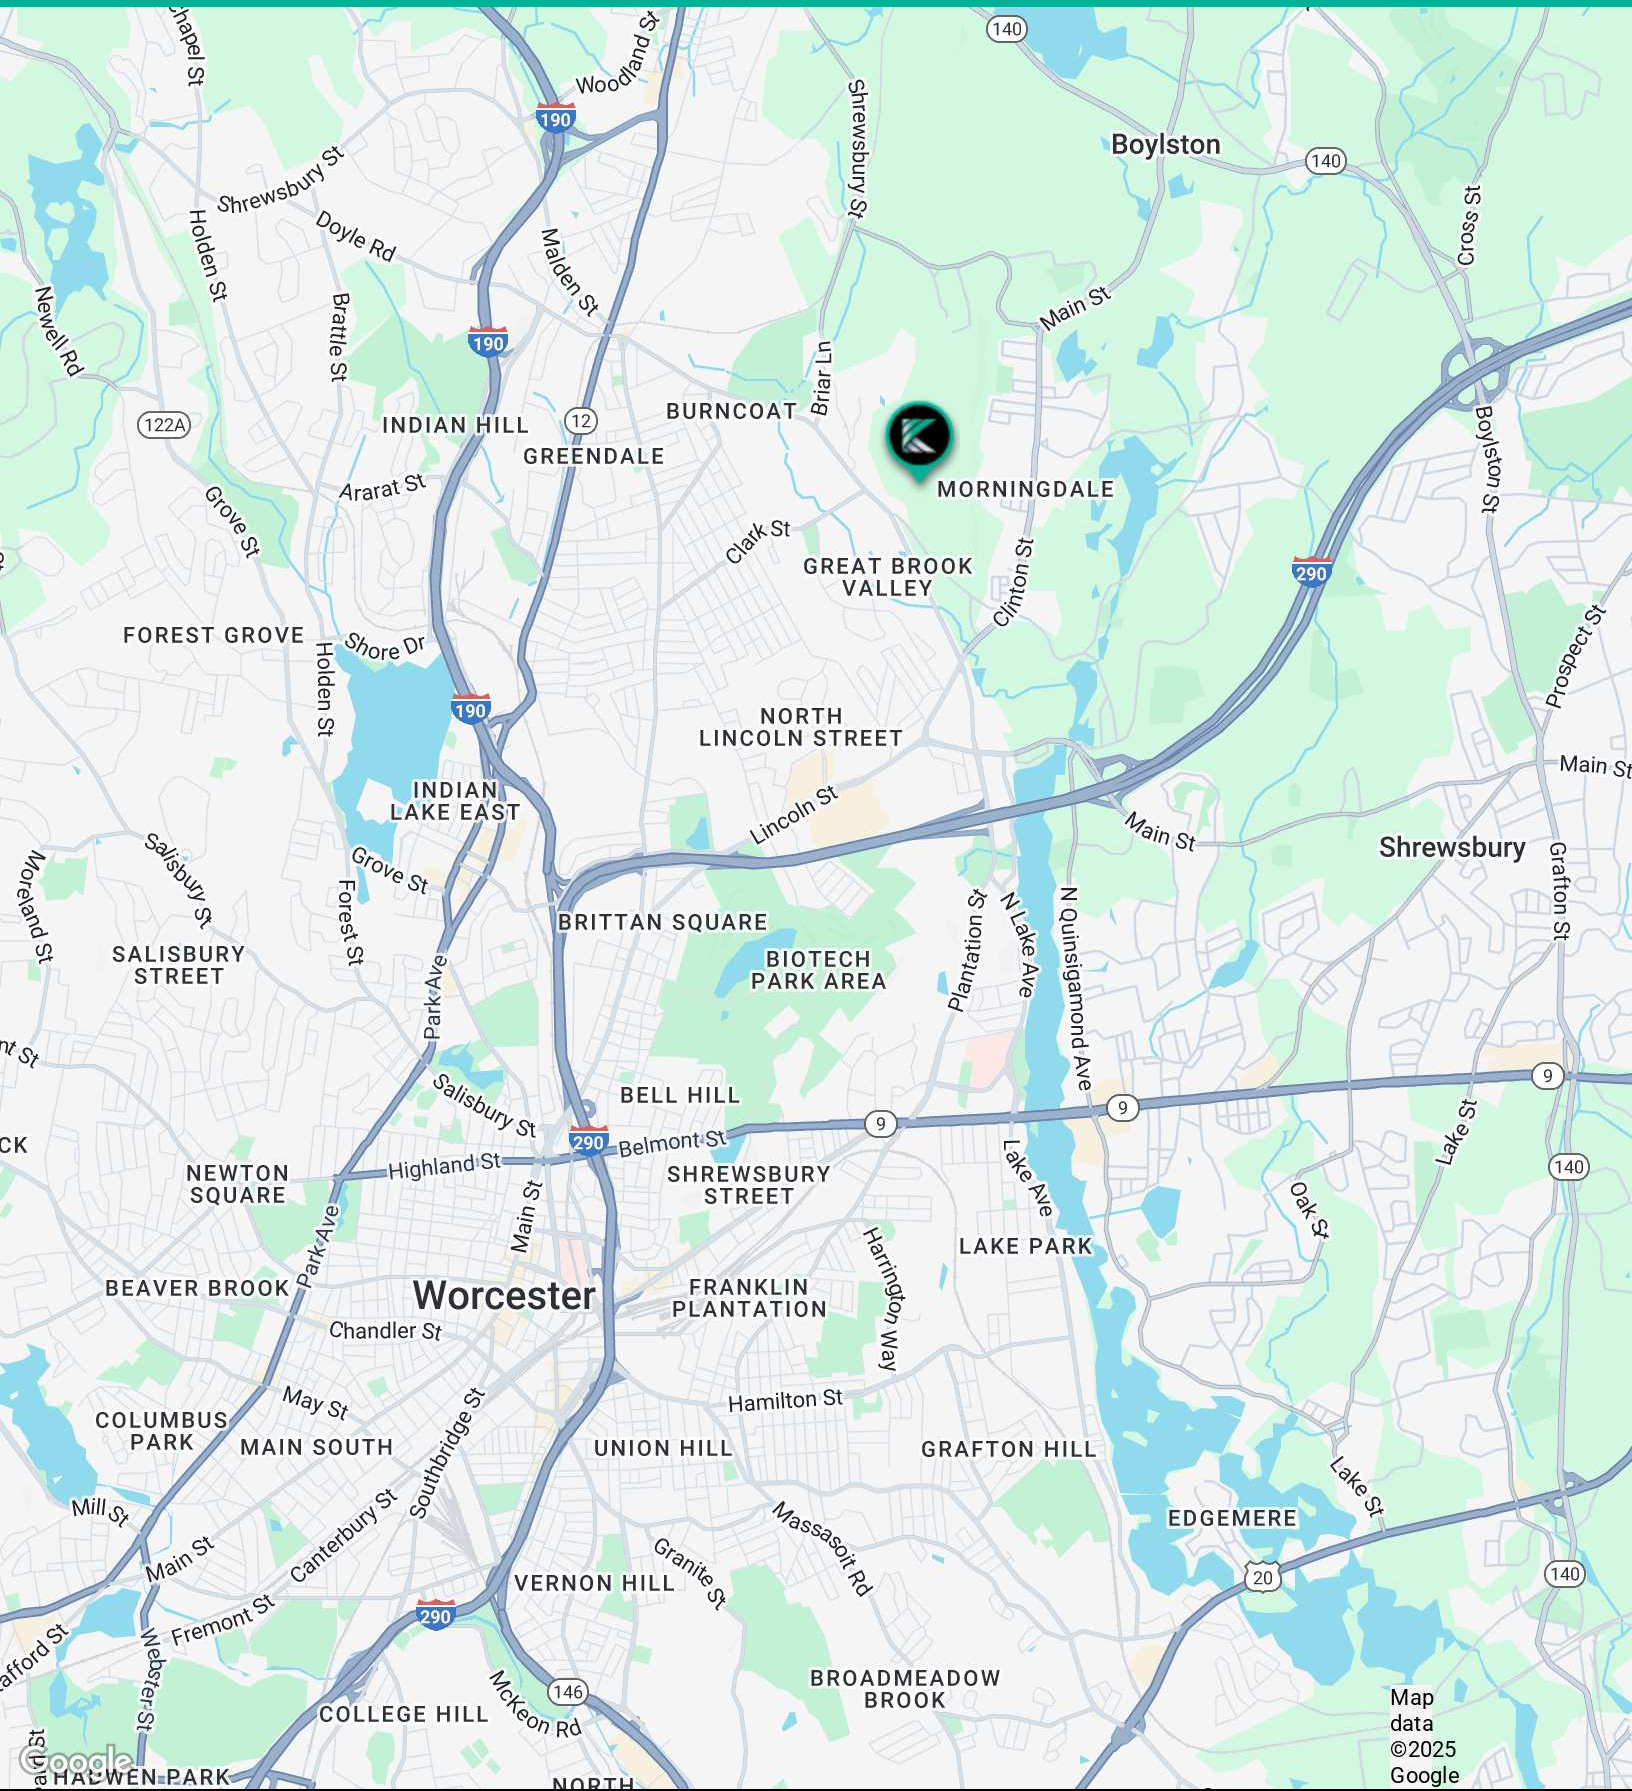 Chapel St
Woodland St
140
190
Shrewsbury St
Boylston
140
Shrewsbury St
Doyle Rd
Holden St
Malden St
Cross St
Newell Rd
Brattle St
Main St
190
Briar Ln
122A
INDIAN HILL
12
BURNCOAT
GREENDALE
Boylston St
Ararat St
MORNINGDALE
Grove St
Clark St
GREAT BROOK
VALLEY
Clinton St
290
FOREST GROVE
Shore Dr
Prospect St
Holden St
190
NORTH
LINCOLN STREET
Main St
INDIAN
LAKE EAST
Lincoln St
Main St
Shrewsbury
Salisbury St
Moreland St
Grove St
Grafton St
Forest St
BRITTAN SQUARE
Plantation St
N Lake Ave
N Quinsigamond Ave
SALISBURY
STREET
BIOTECH
PARK AREA
Park Ave
nt St
Salisbury St
BELL HILL
9
9
9
290
Belmont St
Lake St
CK
Highland St
NEWTON
SQUARE
SHREWSBURY
STREET
Lake Ave
140
Main St
Oak St
Park Ave
Harrington Way
LAKE PARK
BEAVER BROOK
Worcester
FRANKLIN
PLANTATION
Chandler St
May St
Hamilton St
COLUMBUS
PARK
MAIN SOUTH
Southbridge St
UNION HILL
GRAFTON HILL
Lake St
Mill St
Canterbury St
Massasoit Rd
EDGEMERE
Main St
Granite St
VERNON HILL
20
140
290
Fremont St
afford St
Webster St
146
McKeon Rd
BROADMEADOW
BROOK
COLLEGE HILL
Map
data
©2025
Google
Google
HADWEN PARK
NORTH